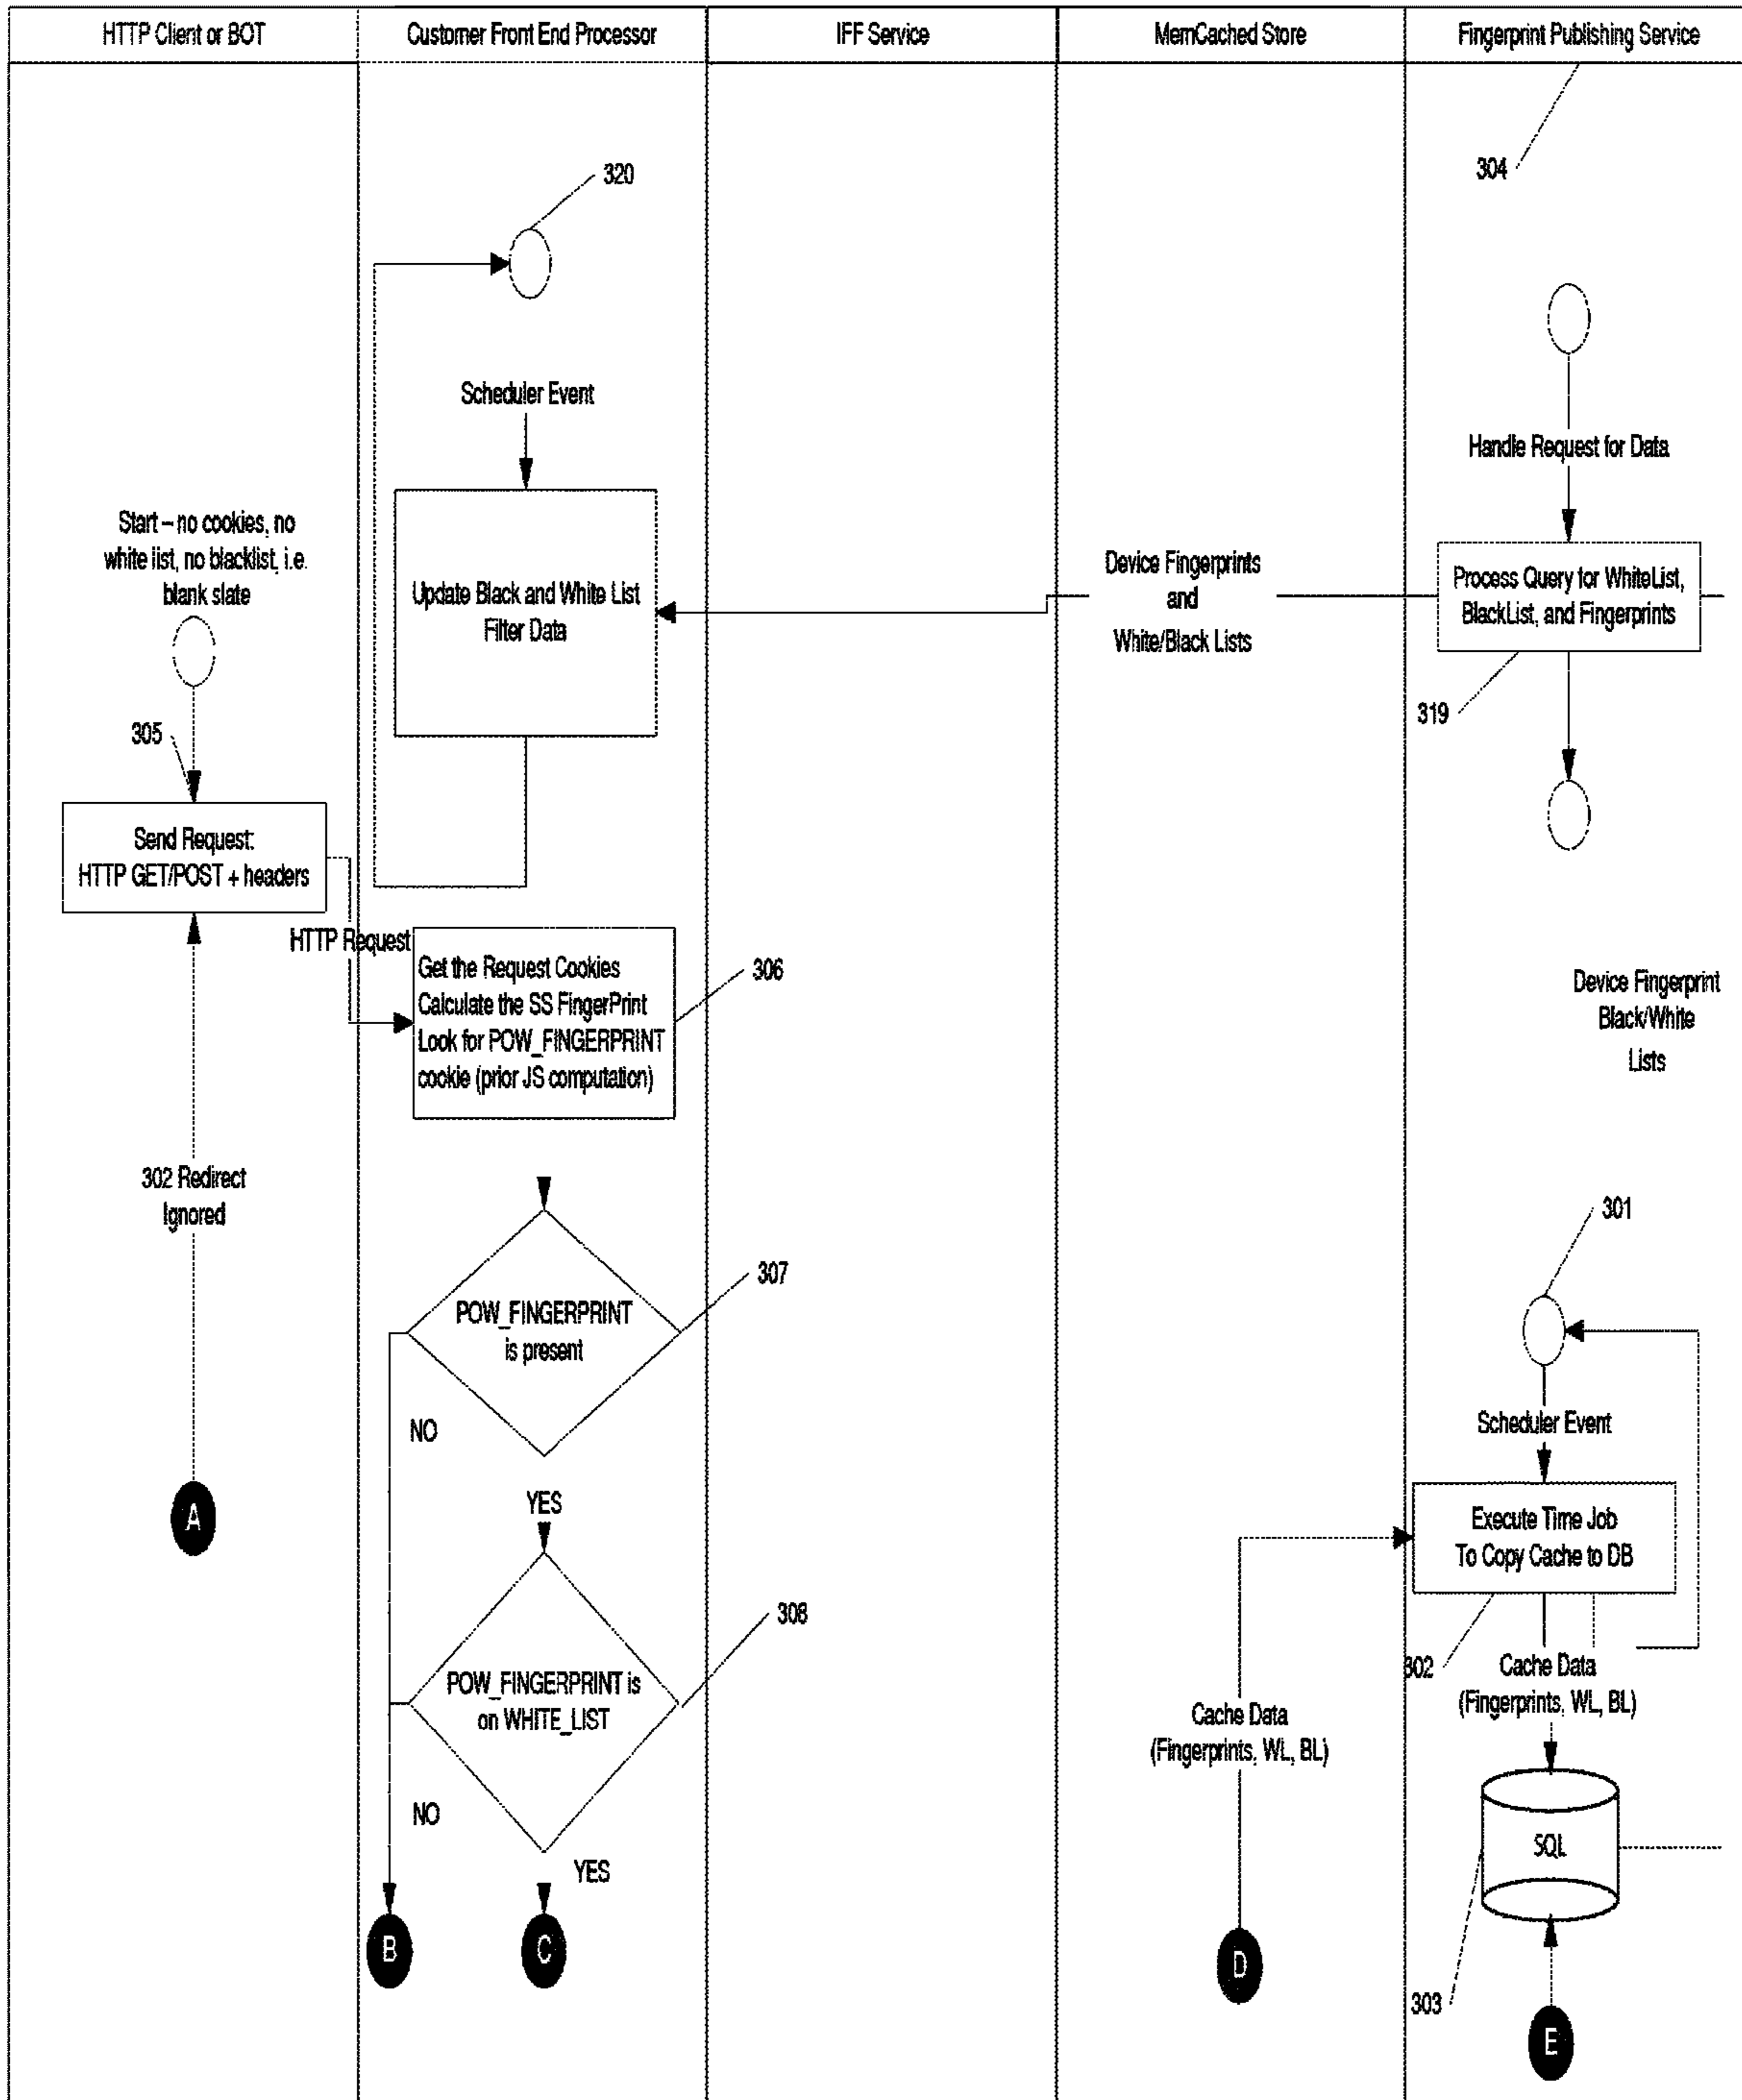 HTTP Client or BOT
Customer Front End Processor
IFF Service
MemCached Store
Fingerprint Publishing Service
304
320
Scheduler Event
Handle Request for Data
Start – no cookies, no
white list, no blacklist, i.e.
blank slate
Update Black and White List
Filter Data
Device Fingerprints
and
White/Black Lists
Process Query for WhiteList,
BlackList, and Fingerprints
319
305
Send Request:
HTTP GET/POST + headers
HTTP Request
Get the Request Cookies
Calculate the SS FingerPrint
Look for POW_FINGERPRINT
cookie (prior JS computation)
306
Device Fingerprint
Black/White
Lists
302 Redirect
Ignored
301
307
POW_FINGERPRINT
is present
NO
Scheduler Event
A
YES
Execute Time Job
To Copy Cache to DB
308
302
Cache Data
(Fingerprints, WL, BL)
POW_FINGERPRINT is
on WHITE_LIST
Cache Data
(Fingerprints, WL, BL)
NO
SQL
YES
B
C
D
303
E